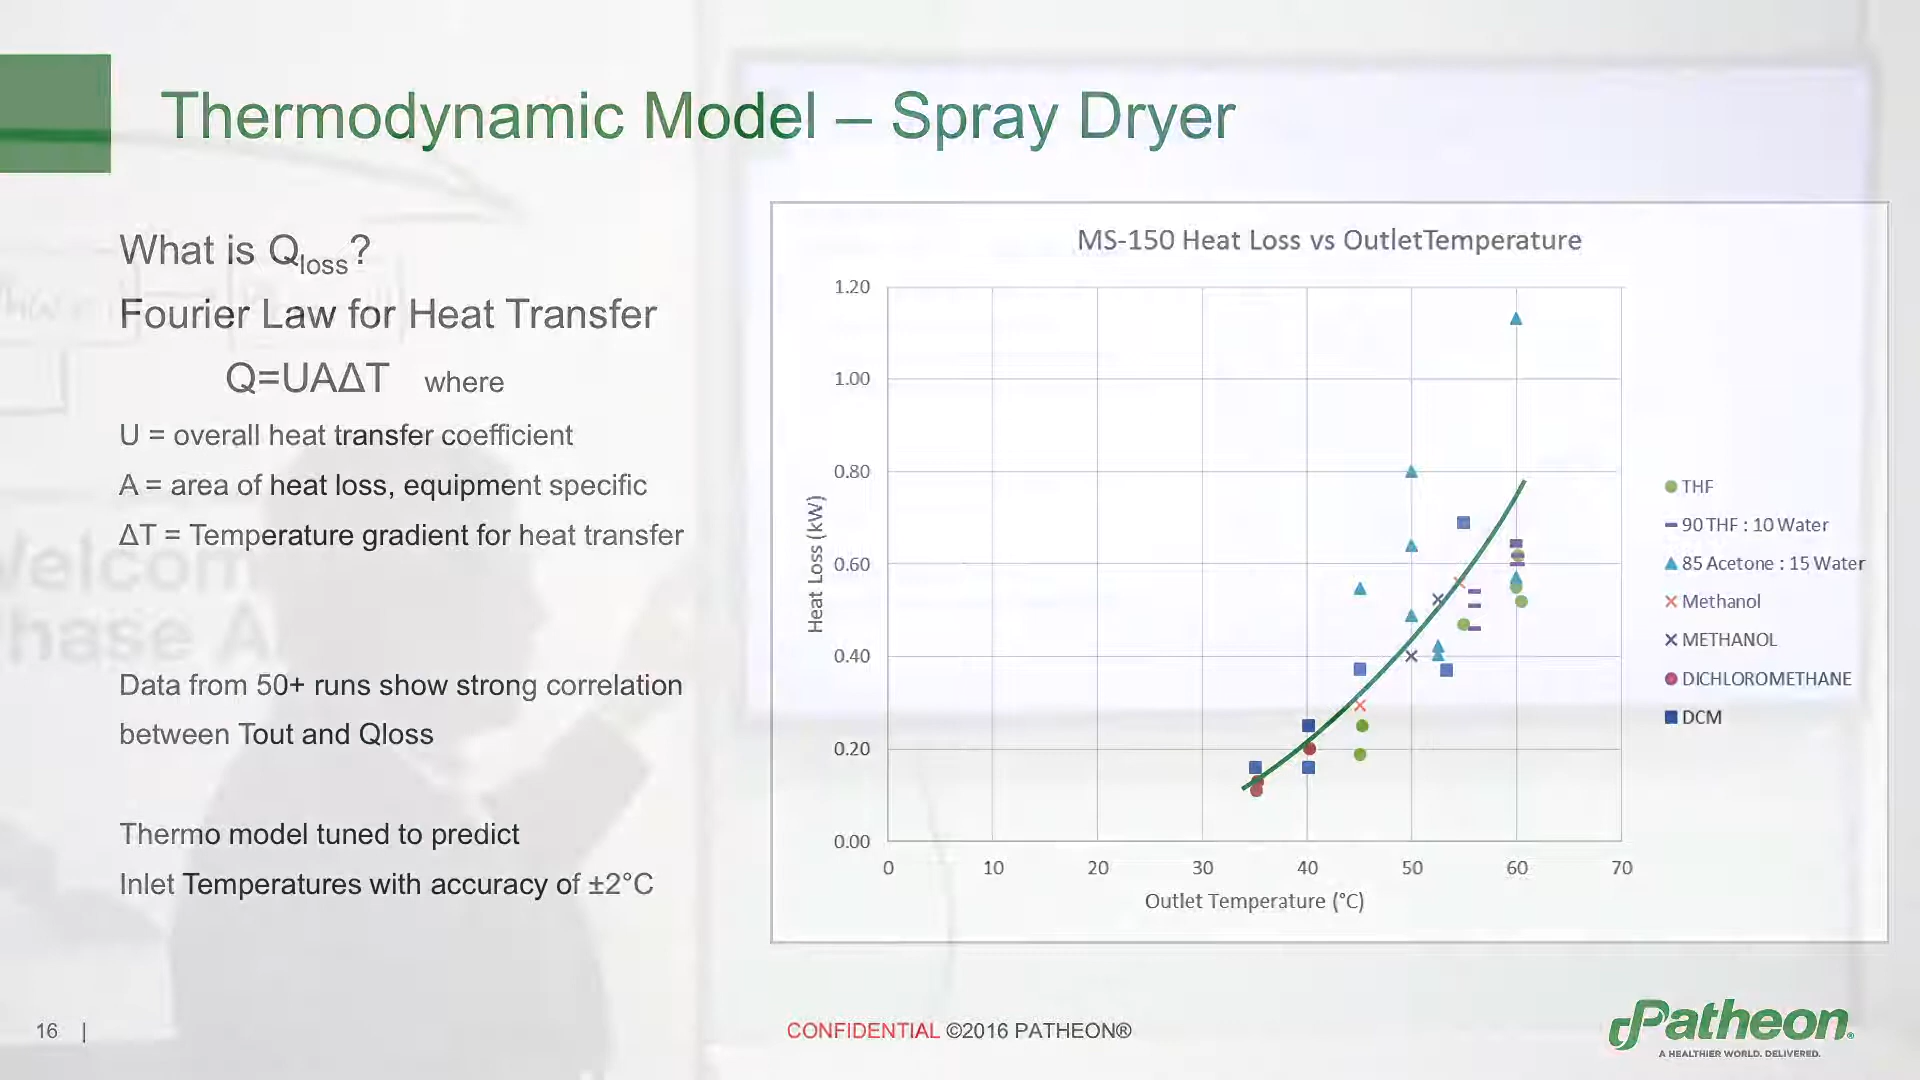 Thermodynamic Model – Spray Dryer
What is Qloss?
Fourier Law for Heat Transfer
Q=UAΔT where
U = overall heat transfer coefficient
A = area of heat loss, equipment specific
ΔT = Temperature gradient for heat transfer
Data from 50+ runs show strong correlation
between Tout and Qloss
Thermo model tuned to predict
Inlet Temperatures with accuracy of ±2°C
MS-150 Heat Loss vs OutletTemperature
Heat Loss (kW)
1.20
1.00
0.80
0.60
0.40
0.20
0.00
0 10 20 30 40 50 60 70
Outlet Temperature (°C)
THF
90 THF : 10 Water
85 Acetone : 15 Water
Methanol
METHANOL
DICHLOROMETHANE
DCM
16 |
CONFIDENTIAL ©2016 PATHEON®
Patheon®
A HEALTHIER WORLD. DELIVERED.